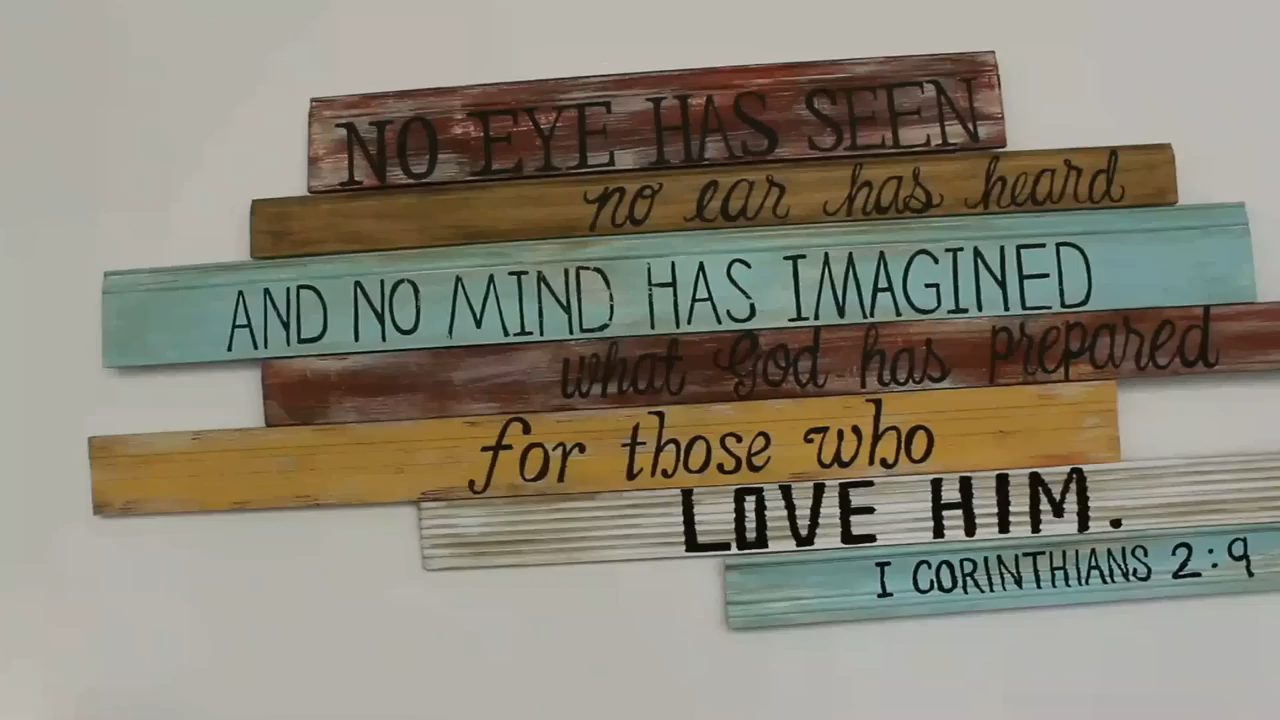 NO EYE HAS SEEN
no ear has heard
AND NO MIND HAS IMAGINED
what God has prepared
for those who
LOVE HIM.
I CORINTHIANS 2:9